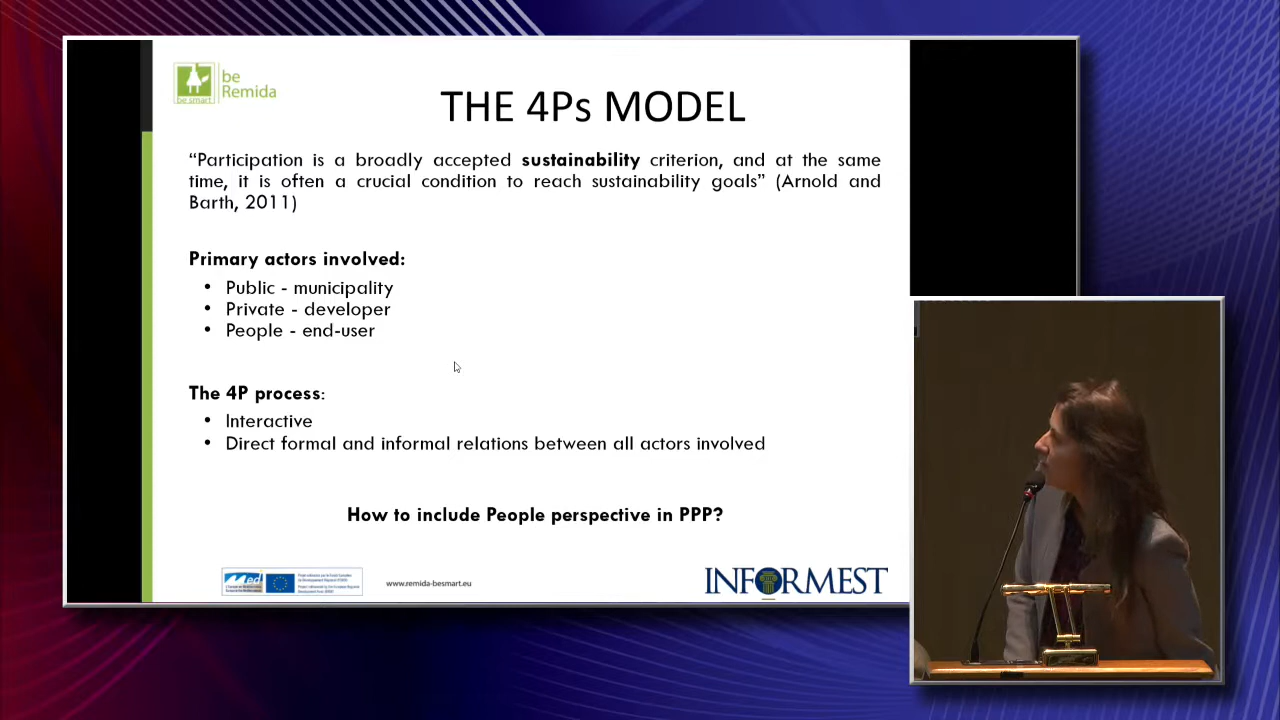 be
Remida
be smart
THE 4Ps MODEL
“Participation is a broadly accepted sustainability criterion, and at the same
time, it is often a crucial condition to reach sustainability goals” (Arnold and
Barth, 2011)
Primary actors involved:
• Public - municipality
• Private - developer
• People - end-user
The 4P process:
• Interactive
• Direct formal and informal relations between all actors involved
How to include People perspective in PPP?
Med
www.remida-besmart.eu
INFORMEST